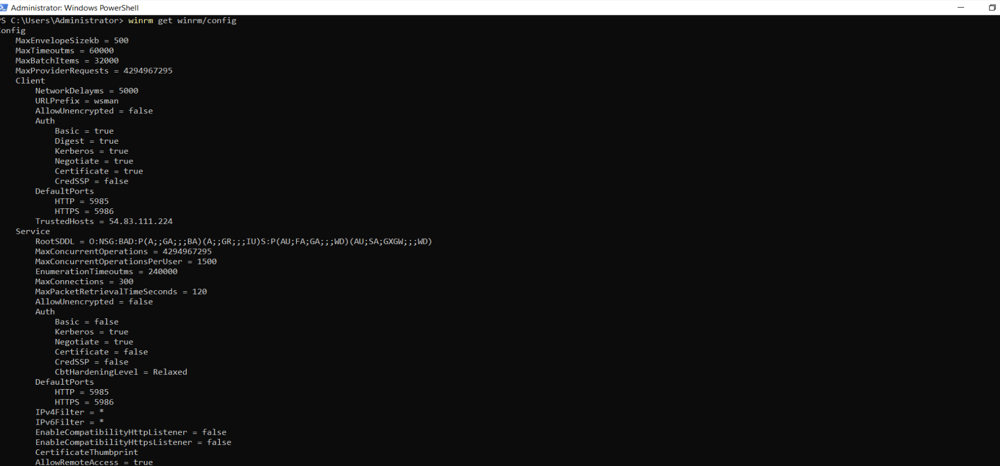 Administrator: Windows PowerShell
PS C:\Users\Administrator> winrm get winrm/config
Config
MaxEnvelopeSizekb = 500
MaxTimeoutms = 60000
MaxBatchItems = 32000
MaxProviderRequests = 4294967295
Client
NetworkDelayms = 5000
URLPrefix = wsman
AllowUnencrypted = false
Auth
Basic = true
Digest = true
Kerberos = true
Negotiate = true
Certificate = true
CredSSP = false
DefaultPorts
HTTP = 5985
HTTPS = 5986
TrustedHosts = 54.83.111.224
Service
RootSDDL = O:NSG:BAD:P(A;;GA;;;BA)(A;;GR;;;IU)S:P(AU;FA;GA;;;WD)(AU;SA;GXGW;;;WD)
MaxConcurrentOperations = 4294967295
MaxConcurrentOperationsPerUser = 1500
EnumerationTimeoutms = 240000
MaxConnections = 300
MaxPacketRetrievalTimeSeconds = 120
AllowUnencrypted = false
Auth
Basic = false
Kerberos = true
Negotiate = true
Certificate = false
CredSSP = false
CbtHardeningLevel = Relaxed
DefaultPorts
HTTP = 5985
HTTPS = 5986
IPv4Filter = *
IPv6Filter = *
EnableCompatibilityHttpListener = false
EnableCompatibilityHttpsListener = false
CertificateThumbprint
AllowRemoteAccess = true